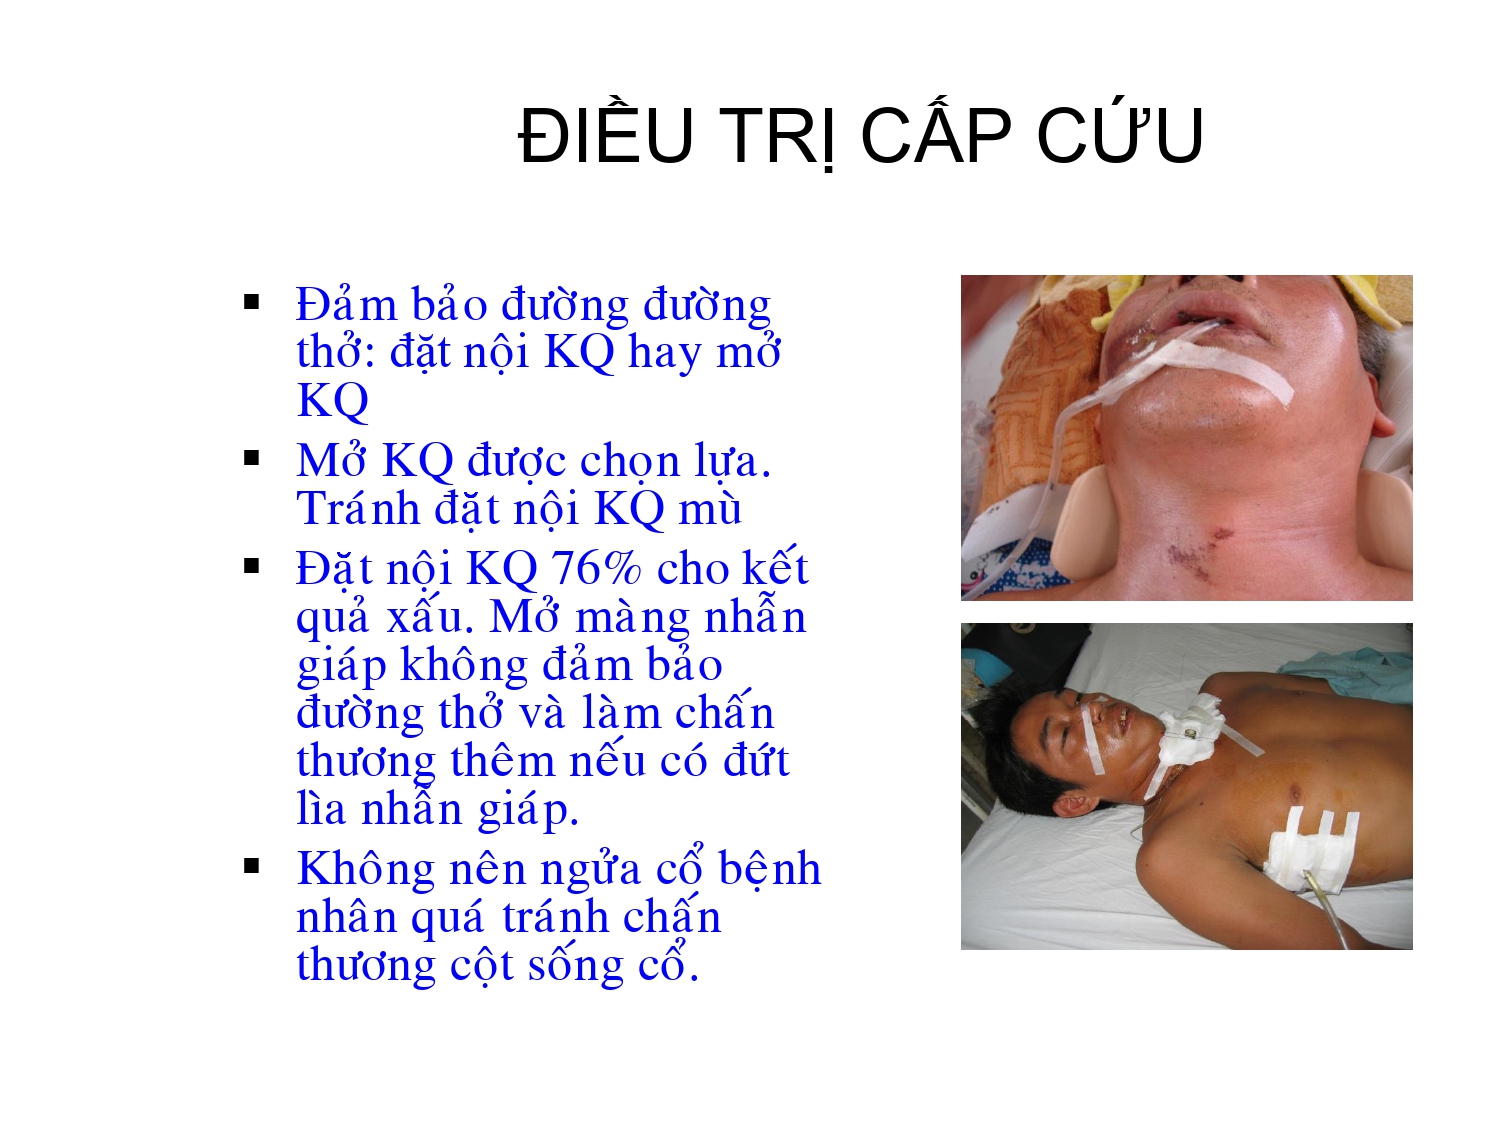 ĐIỀU TRỊ CẤP CỨU
▪ Đảm bảo đường đường
thở: đặt nội KQ hay mở
KQ
▪ Mở KQ được chọn lựa.
Tránh đặt nội KQ mù
▪ Đặt nội KQ 76% cho kết
quả xấu. Mở màng nhẫn
giáp không đảm bảo
đường thở và làm chấn
thương thêm nếu có đứt
lìa nhẫn giáp.
▪ Không nên ngửa cổ bệnh
nhân quá tránh chấn
thương cột sống cổ.